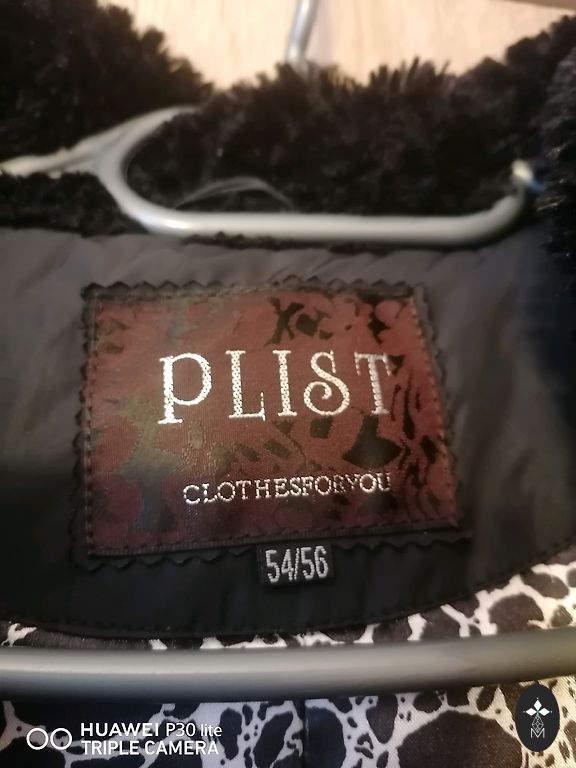 PLIST
CLOTHESFORYOU
54/56
HUAWEI P30 lite
TRIPLE CAMERA
M